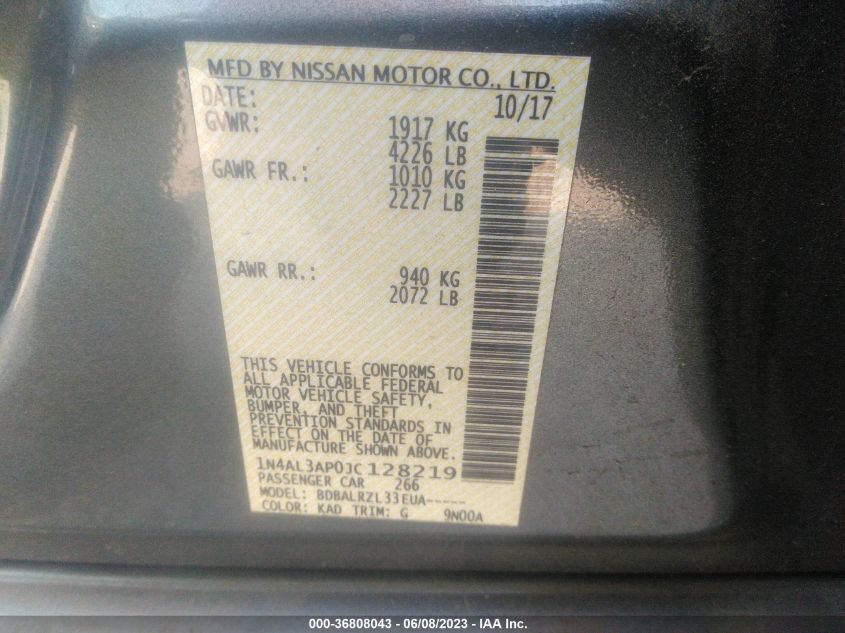 MFD BY NISSAN MOTOR CO., LTD.
DATE: 10/17
GVWR: 1917 KG
4226 LB
GAWR FR.: 1010 KG
2227 LB
GAWR RR.: 940 KG
2072 LB
THIS VEHICLE CONFORMS TO
ALL APPLICABLE FEDERAL
MOTOR VEHICLE SAFETY,
BUMPER, AND THEFT
PREVENTION STANDARDS IN
EFFECT ON THE DATE OF
MANUFACTURE SHOWN ABOVE.
1N4AL3AP0JC128219
PASSENGER CAR 266
MODEL: BDBALRZL33EUA-----
COLOR: KAD TRIM: G 9N00A
000-36808043 - 06/08/2023 - IAAI Inc.